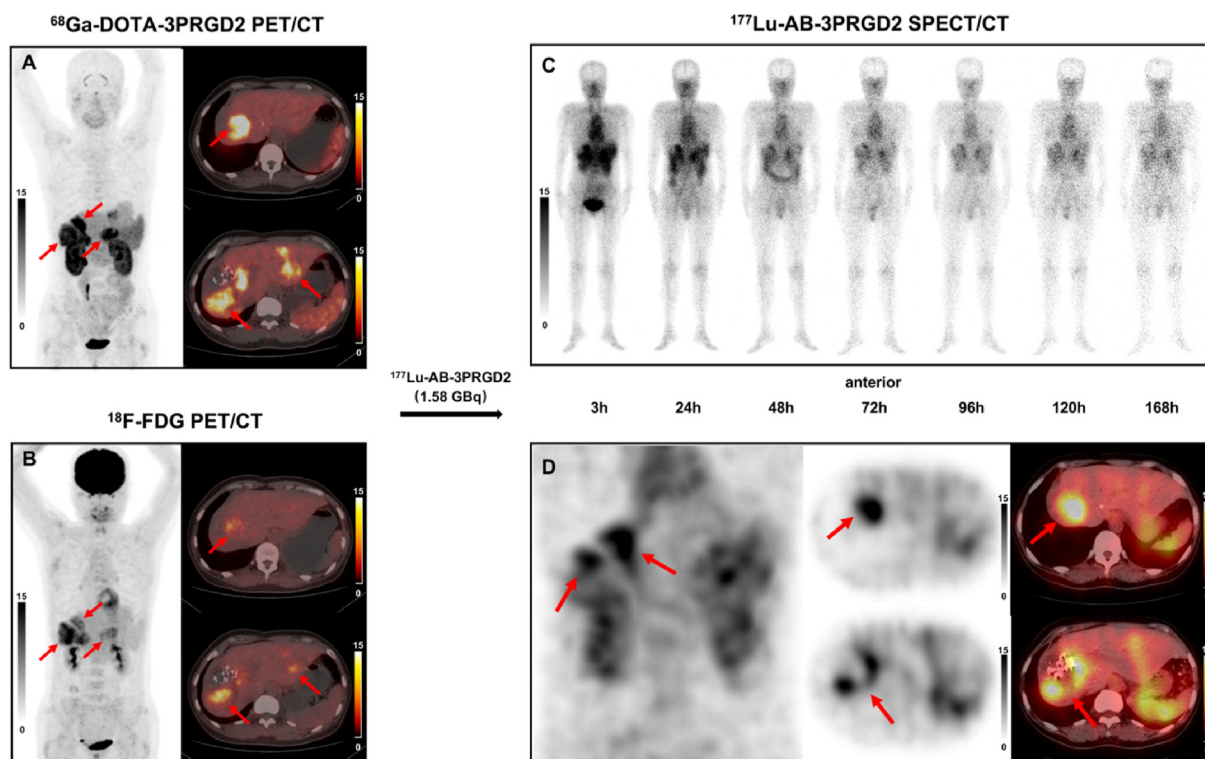 ⁶⁸Ga-DOTA-3PRGD2 PET/CT
A
15
0
15
0
15
0
¹⁸F-FDG PET/CT
B
15
0
15
0
15
0
¹⁷⁷Lu-AB-3PRGD2
(1.58 GBq)
¹⁷⁷Lu-AB-3PRGD2 SPECT/CT
C
15
0
anterior
3h 24h 48h 72h 96h 120h 168h
D
15
0
15
0